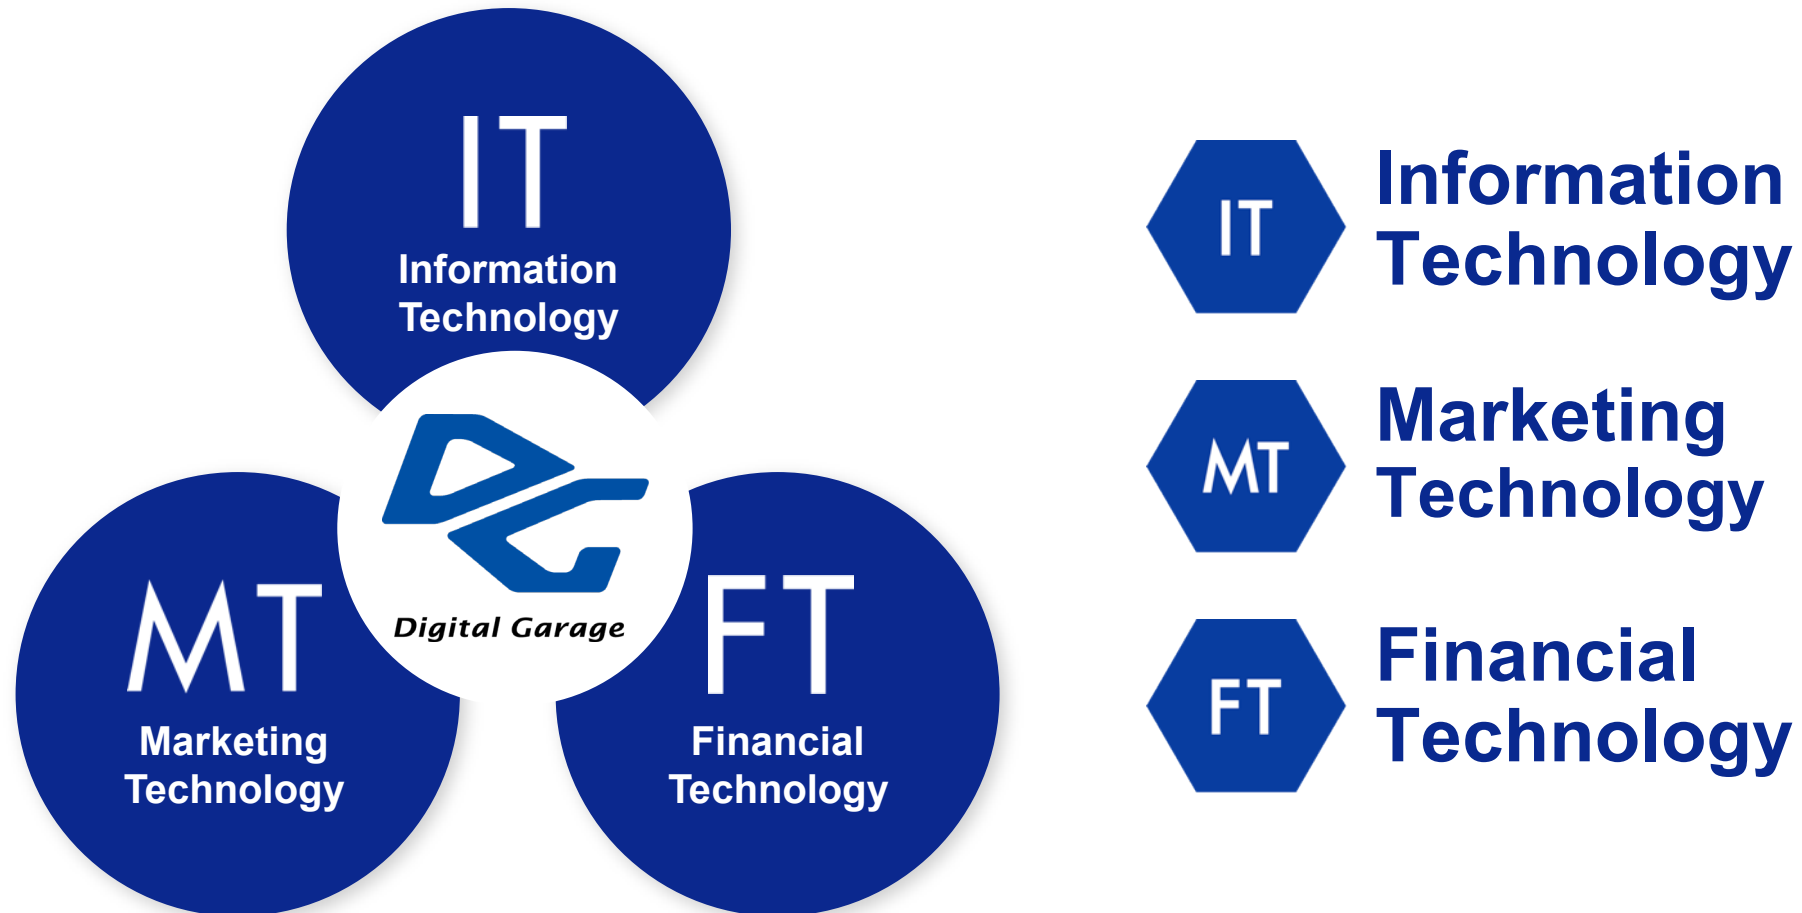 IT
Information
Technology
DG
Digital Garage
MT
Marketing
Technology
FT
Financial
Technology
IT
Information
Technology
MT
Marketing
Technology
FT
Financial
Technology